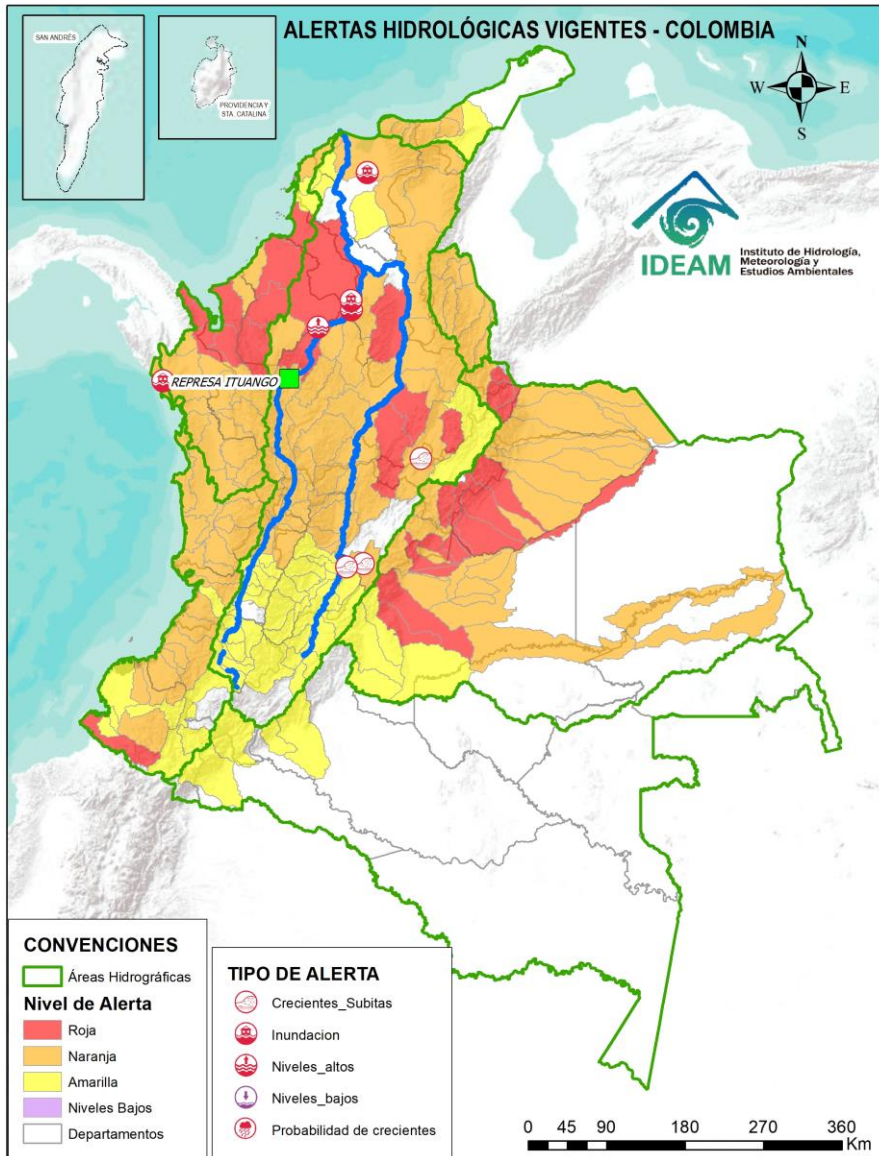 ALERTAS HIDROLÓGICAS VIGENTES - COLOMBIA
SAN ANDRÉS
PROVIDENCIA Y
STA. CATALINA
N
W
E
S
IDEAM
Instituto de Hidrología,
Meteorología y
Estudios Ambientales
REPRESA ITUANGO
CONVENCIONES
Áreas Hidrográficas
Nivel de Alerta
Roja
Naranja
Amarilla
Niveles Bajos
Departamentos
TIPO DE ALERTA
Crecientes_Subitas
Inundacion
Niveles_altos
Niveles_bajos
Probabilidad de crecientes
0 45 90 180 270 360
Km